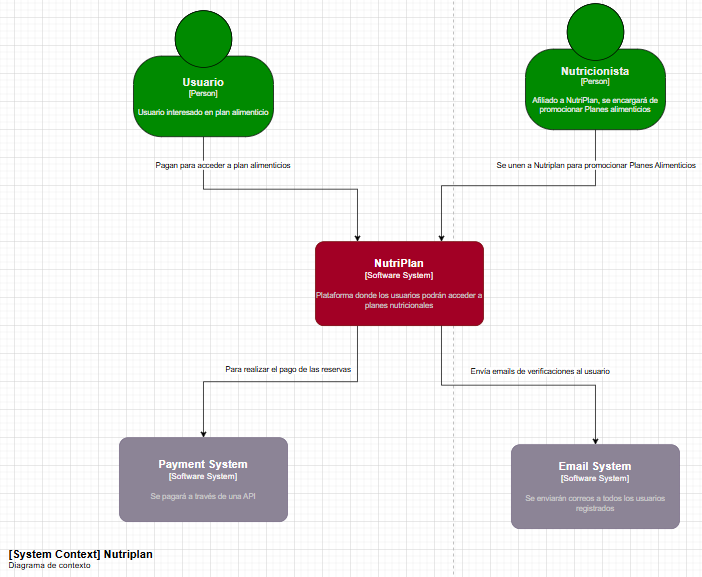 Usuario
[Person]
Usuario interesado en plan alimenticio
Nutricionista
[Person]
Afiliado a NutriPlan, se encargará de
promocionar Planes alimenticios
Pagan para acceder a plan alimenticios
Se unen a Nutriplan para promocionar Planes Alimenticios
NutriPlan
[Software System]
Plataforma donde los usuarios podrán acceder a
planes nutricionales
Para realizar el pago de las reservas
Envía emails de verificaciones al usuario
Payment System
[Software System]
Se pagará a través de una API
Email System
[Software System]
Se enviarán correos a todos los usuarios
registrados
[System Context] Nutriplan
Diagrama de contexto